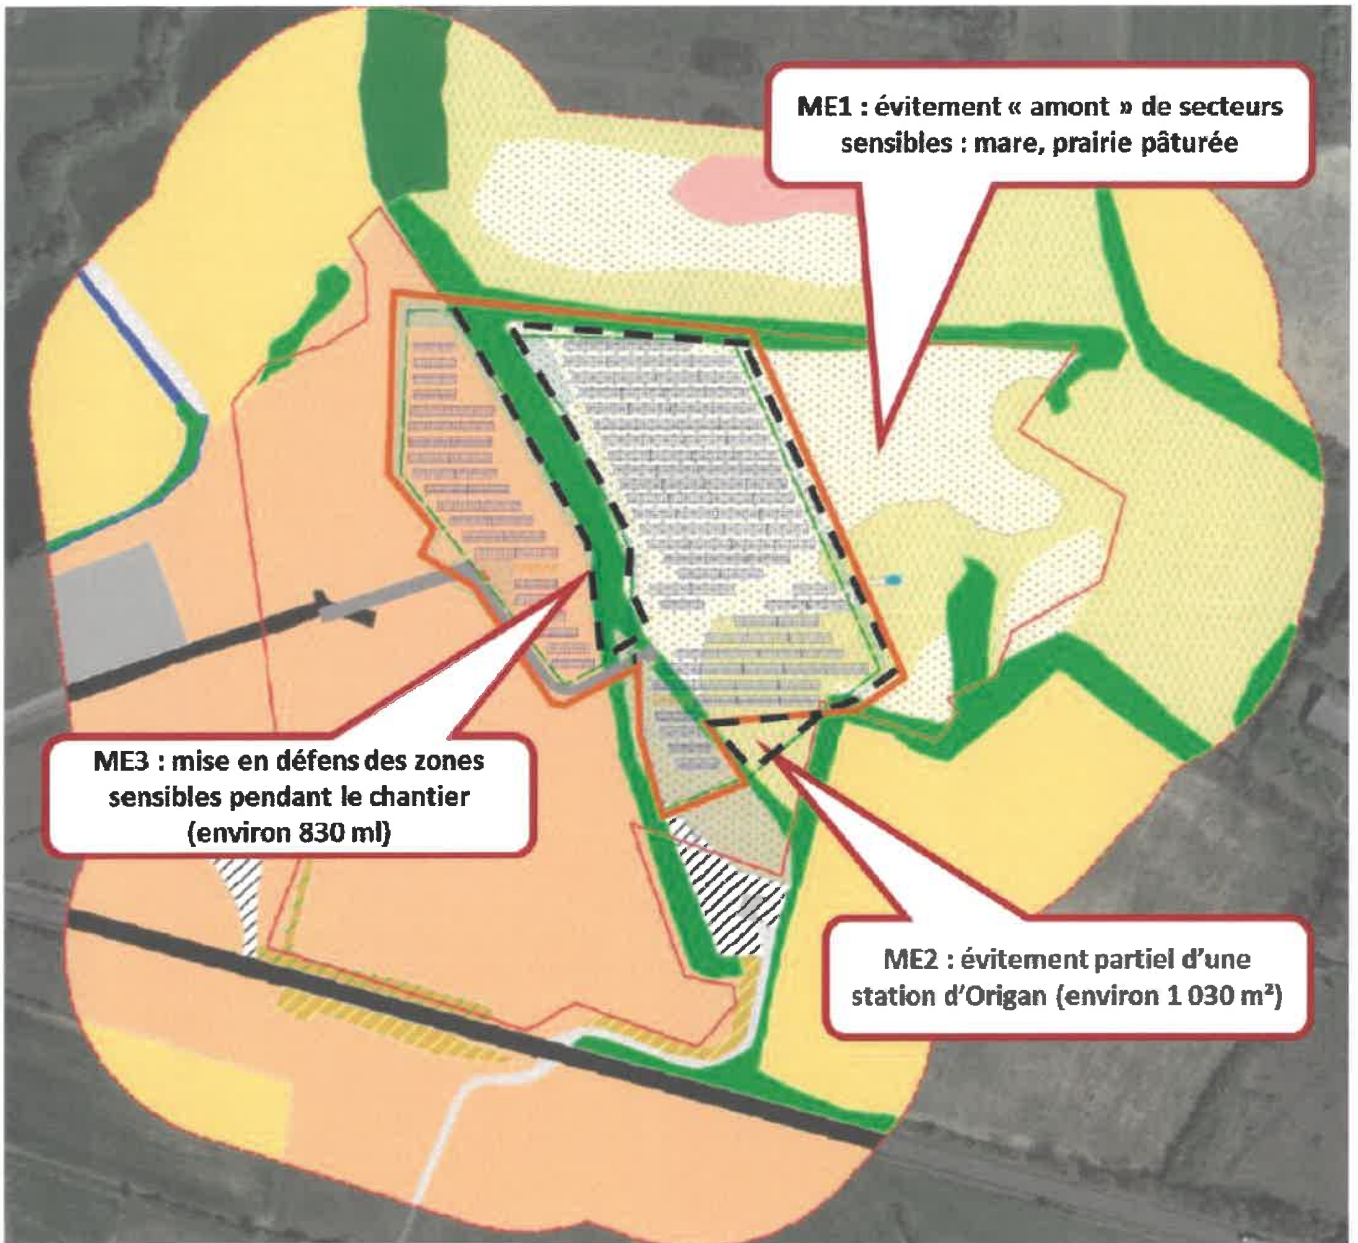 ME1 : évitement « amont » de secteurs
sensibles : mare, prairie pâturée
ME3 : mise en défens des zones
sensibles pendant le chantier
(environ 830 ml)
ME2 : évitement partiel d'une
station d'Origan (environ 1 030 m²)